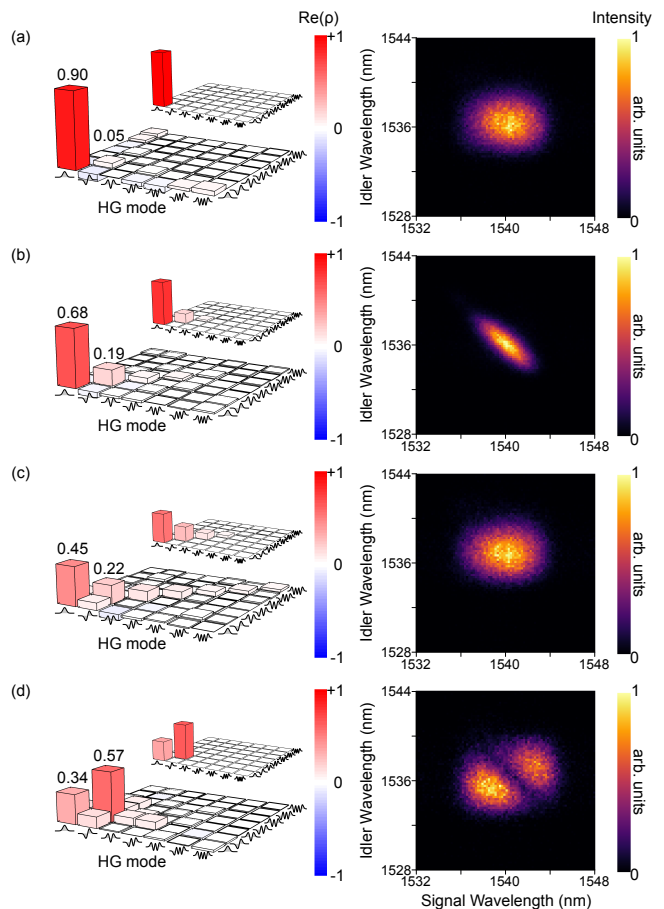 Re(ρ)
Intensity
(a)
0.90
0.05
HG mode
+1
0
-1
Idler Wavelength (nm)
1544
1536
1528
1532
1540
1548
1
arb. units
0
(b)
0.68
0.19
HG mode
+1
0
-1
Idler Wavelength (nm)
1544
1536
1528
1532
1540
1548
1
arb. units
0
(c)
0.45
0.22
HG mode
+1
0
-1
Idler Wavelength (nm)
1544
1536
1528
1532
1540
1548
1
arb. units
0
(d)
0.34
0.57
HG mode
+1
0
-1
Idler Wavelength (nm)
1544
1536
1528
1532
1540
1548
Signal Wavelength (nm)
1
arb. units
0